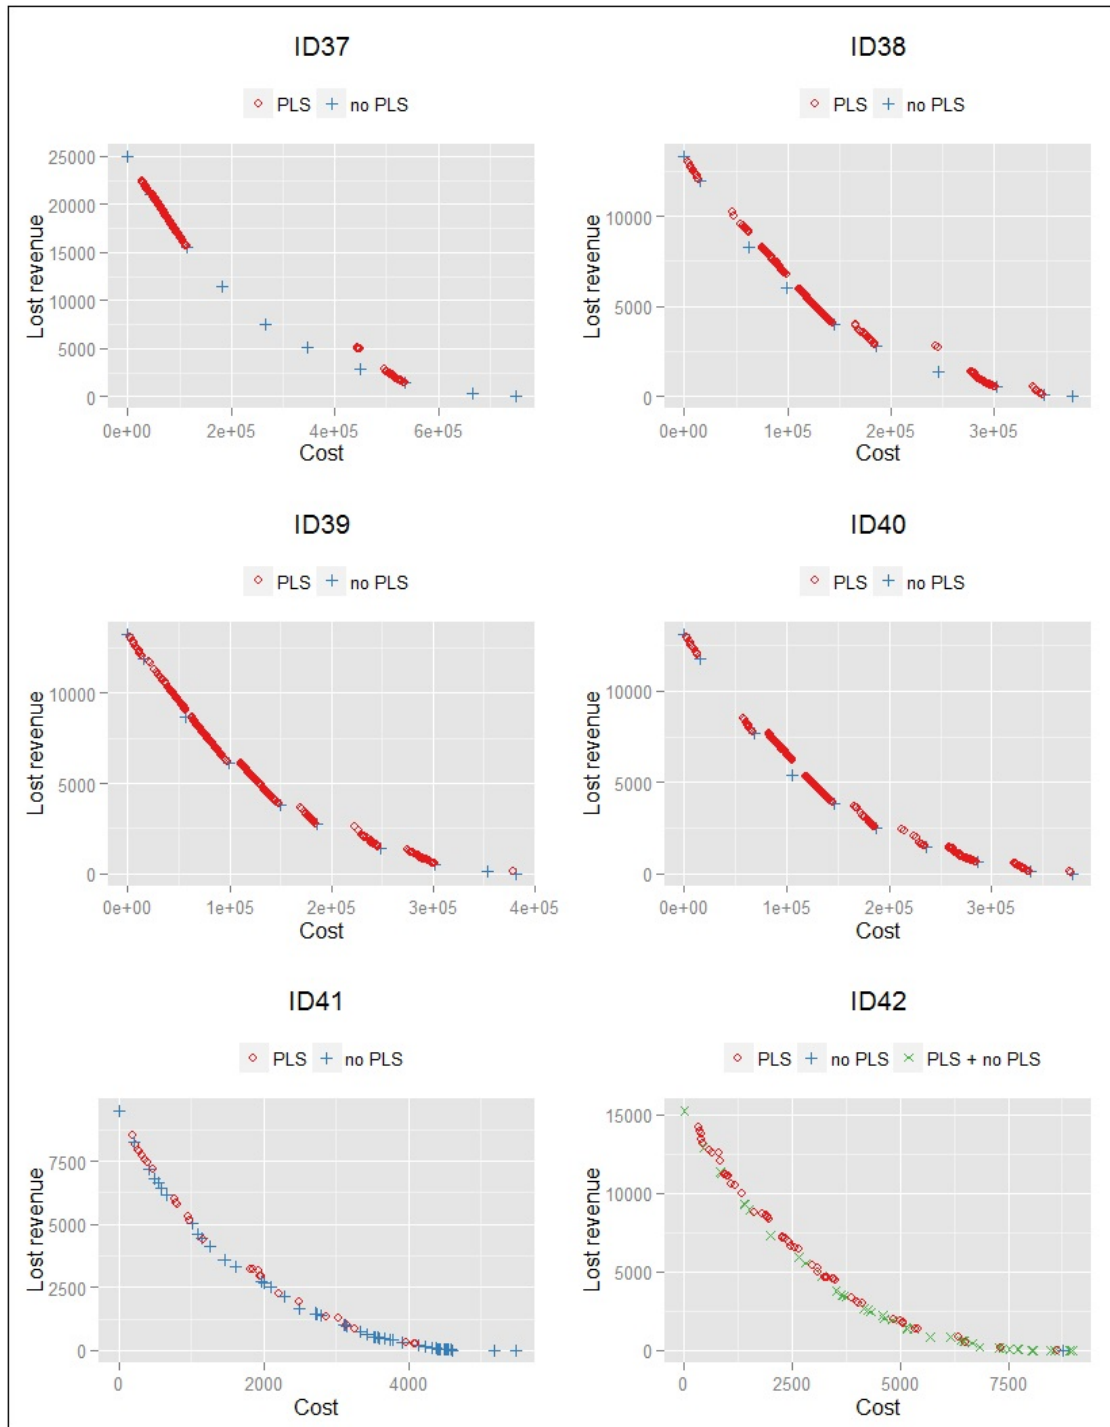 ID37
PLS no PLS
Lost revenue
25000
20000
15000
10000
5000
0
0e+00 2e+05 4e+05 6e+05
Cost
ID38
PLS no PLS
Lost revenue
10000
5000
0
0e+00 1e+05 2e+05 3e+05
Cost
ID39
PLS no PLS
Lost revenue
10000
5000
0
0e+00 1e+05 2e+05 3e+05 4e+05
Cost
ID40
PLS no PLS
Lost revenue
10000
5000
0
0e+00 1e+05 2e+05 3e+05
Cost
ID41
PLS no PLS
Lost revenue
7500
5000
2500
0
0 2000 4000
Cost
ID42
PLS no PLS PLS + no PLS
Lost revenue
15000
10000
5000
0
0 2500 5000 7500
Cost